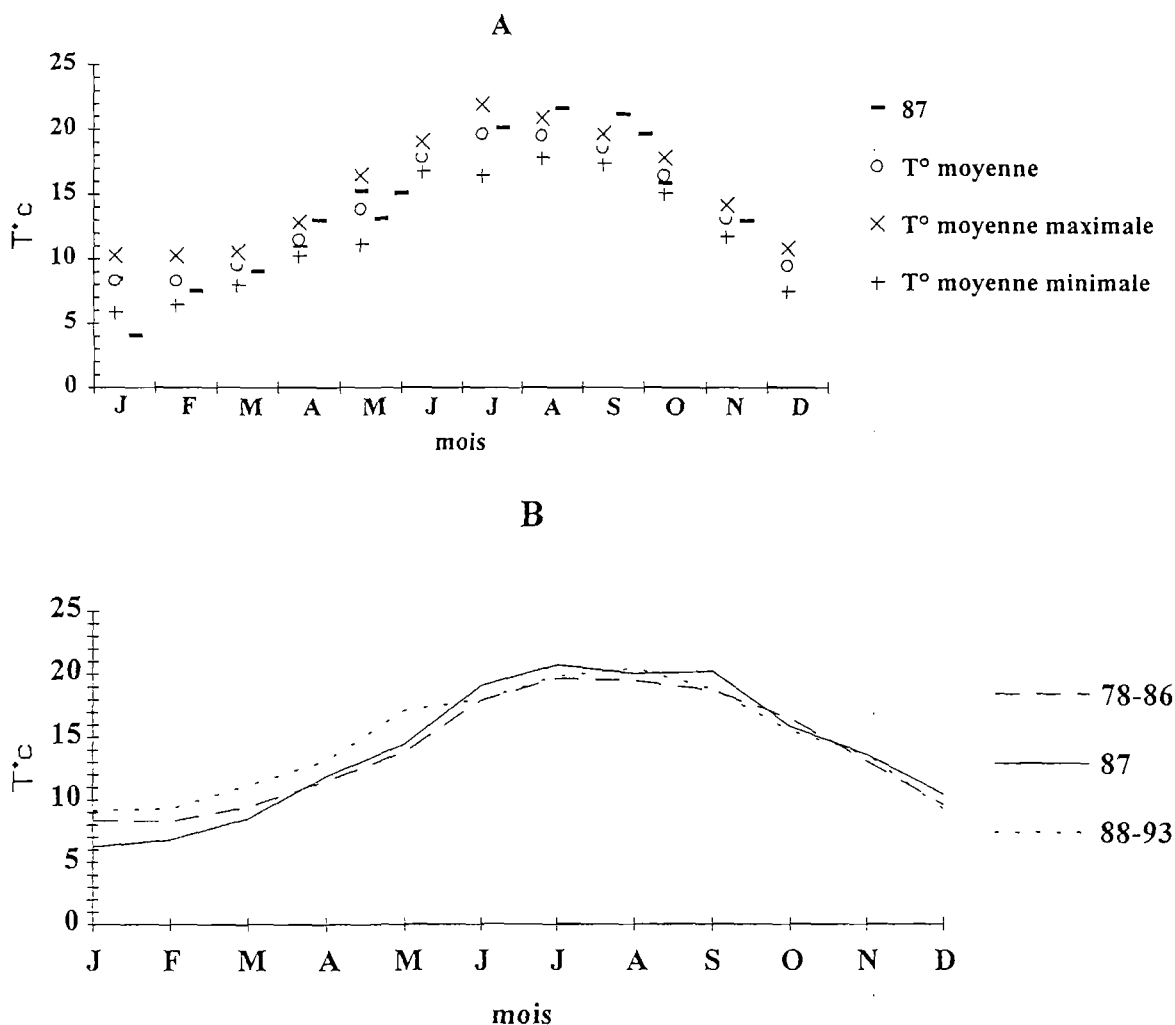 A
25
20
15
10
5
0
T°c
J F M A M J J A S O N D
mois
87
T° moyenne
T° moyenne maximale
T° moyenne minimale
B
25
20
15
10
5
0
T°c
J F M A M J J A S O N D
mois
78-86
87
88-93